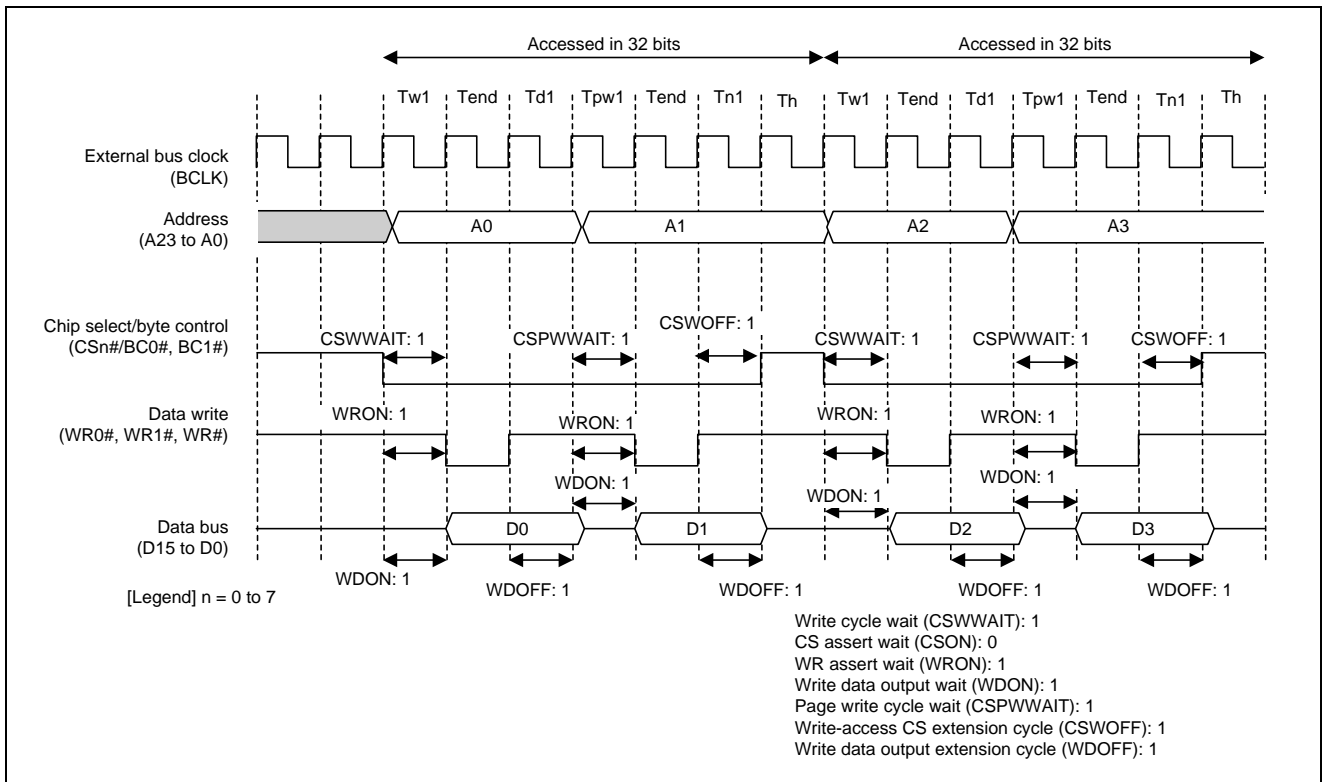 Accessed in 32 bits Accessed in 32 bits
Tw1 Tend Td1 Tpw1 Tend Tn1 Th Tw1 Tend Td1 Tpw1 Tend Tn1 Th
External bus clock
(BCLK)
Address
(A23 to A0)
A0 A1 A2 A3
Chip select/byte control
(CSn#/BC0#, BC1#)
CSWWAIT: 1 CSPWWAIT: 1 CSWOFF: 1 CSWWAIT: 1 CSPWWAIT: 1 CSWOFF: 1
Data write
(WR0#, WR1#, WR#)
WRON: 1 WRON: 1 WRON: 1 WRON: 1
WDON: 1 WDON: 1 WDON: 1
Data bus
(D15 to D0)
D0 D1 D2 D3
WDON: 1 WDOFF: 1 WDOFF: 1 WDOFF: 1 WDOFF: 1
[Legend] n = 0 to 7
Write cycle wait (CSWWAIT): 1
CS assert wait (CSON): 0
WR assert wait (WRON): 1
Write data output wait (WDON): 1
Page write cycle wait (CSPWWAIT): 1
Write-access CS extension cycle (CSWOFF): 1
Write data output extension cycle (WDOFF): 1